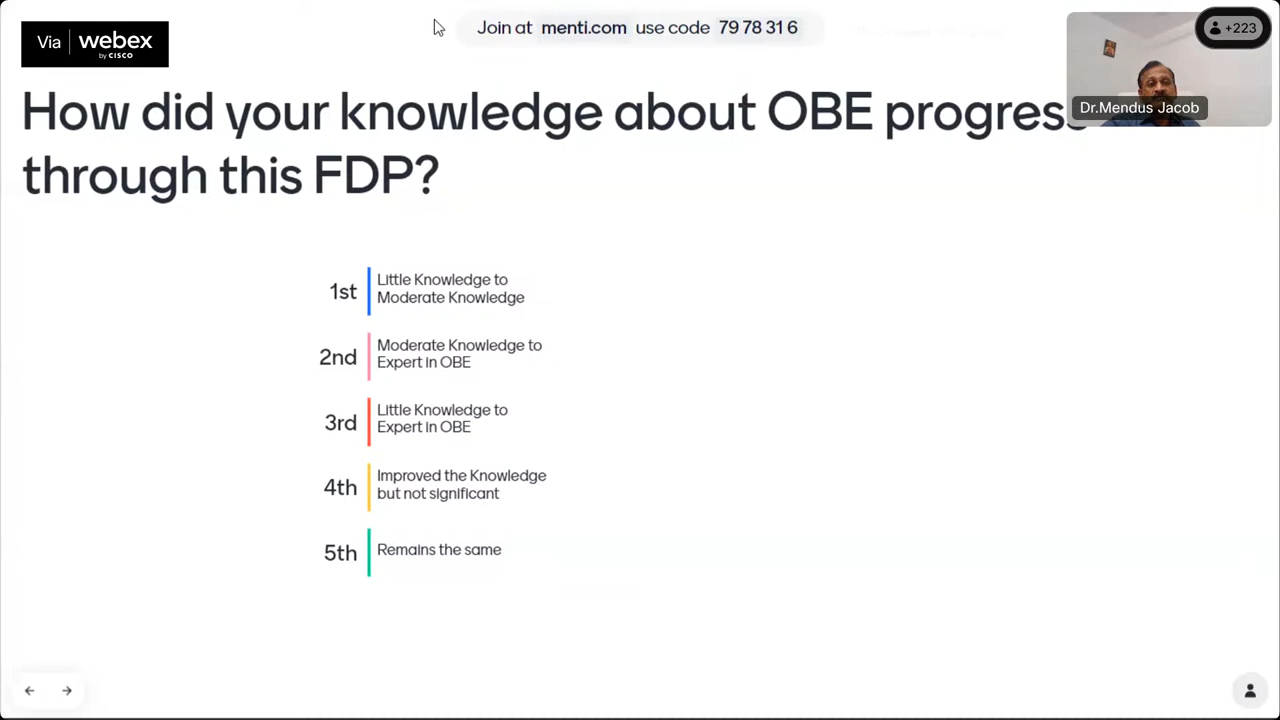 Via webex
by CISCO
Join at menti.com use code 79 78 31 6
+223
Dr.Mendus Jacob
How did your knowledge about OBE progress
through this FDP?
1st
Little Knowledge to
Moderate Knowledge
2nd
Moderate Knowledge to
Expert in OBE
3rd
Little Knowledge to
Expert in OBE
4th
Improved the Knowledge
but not significant
5th
Remains the same